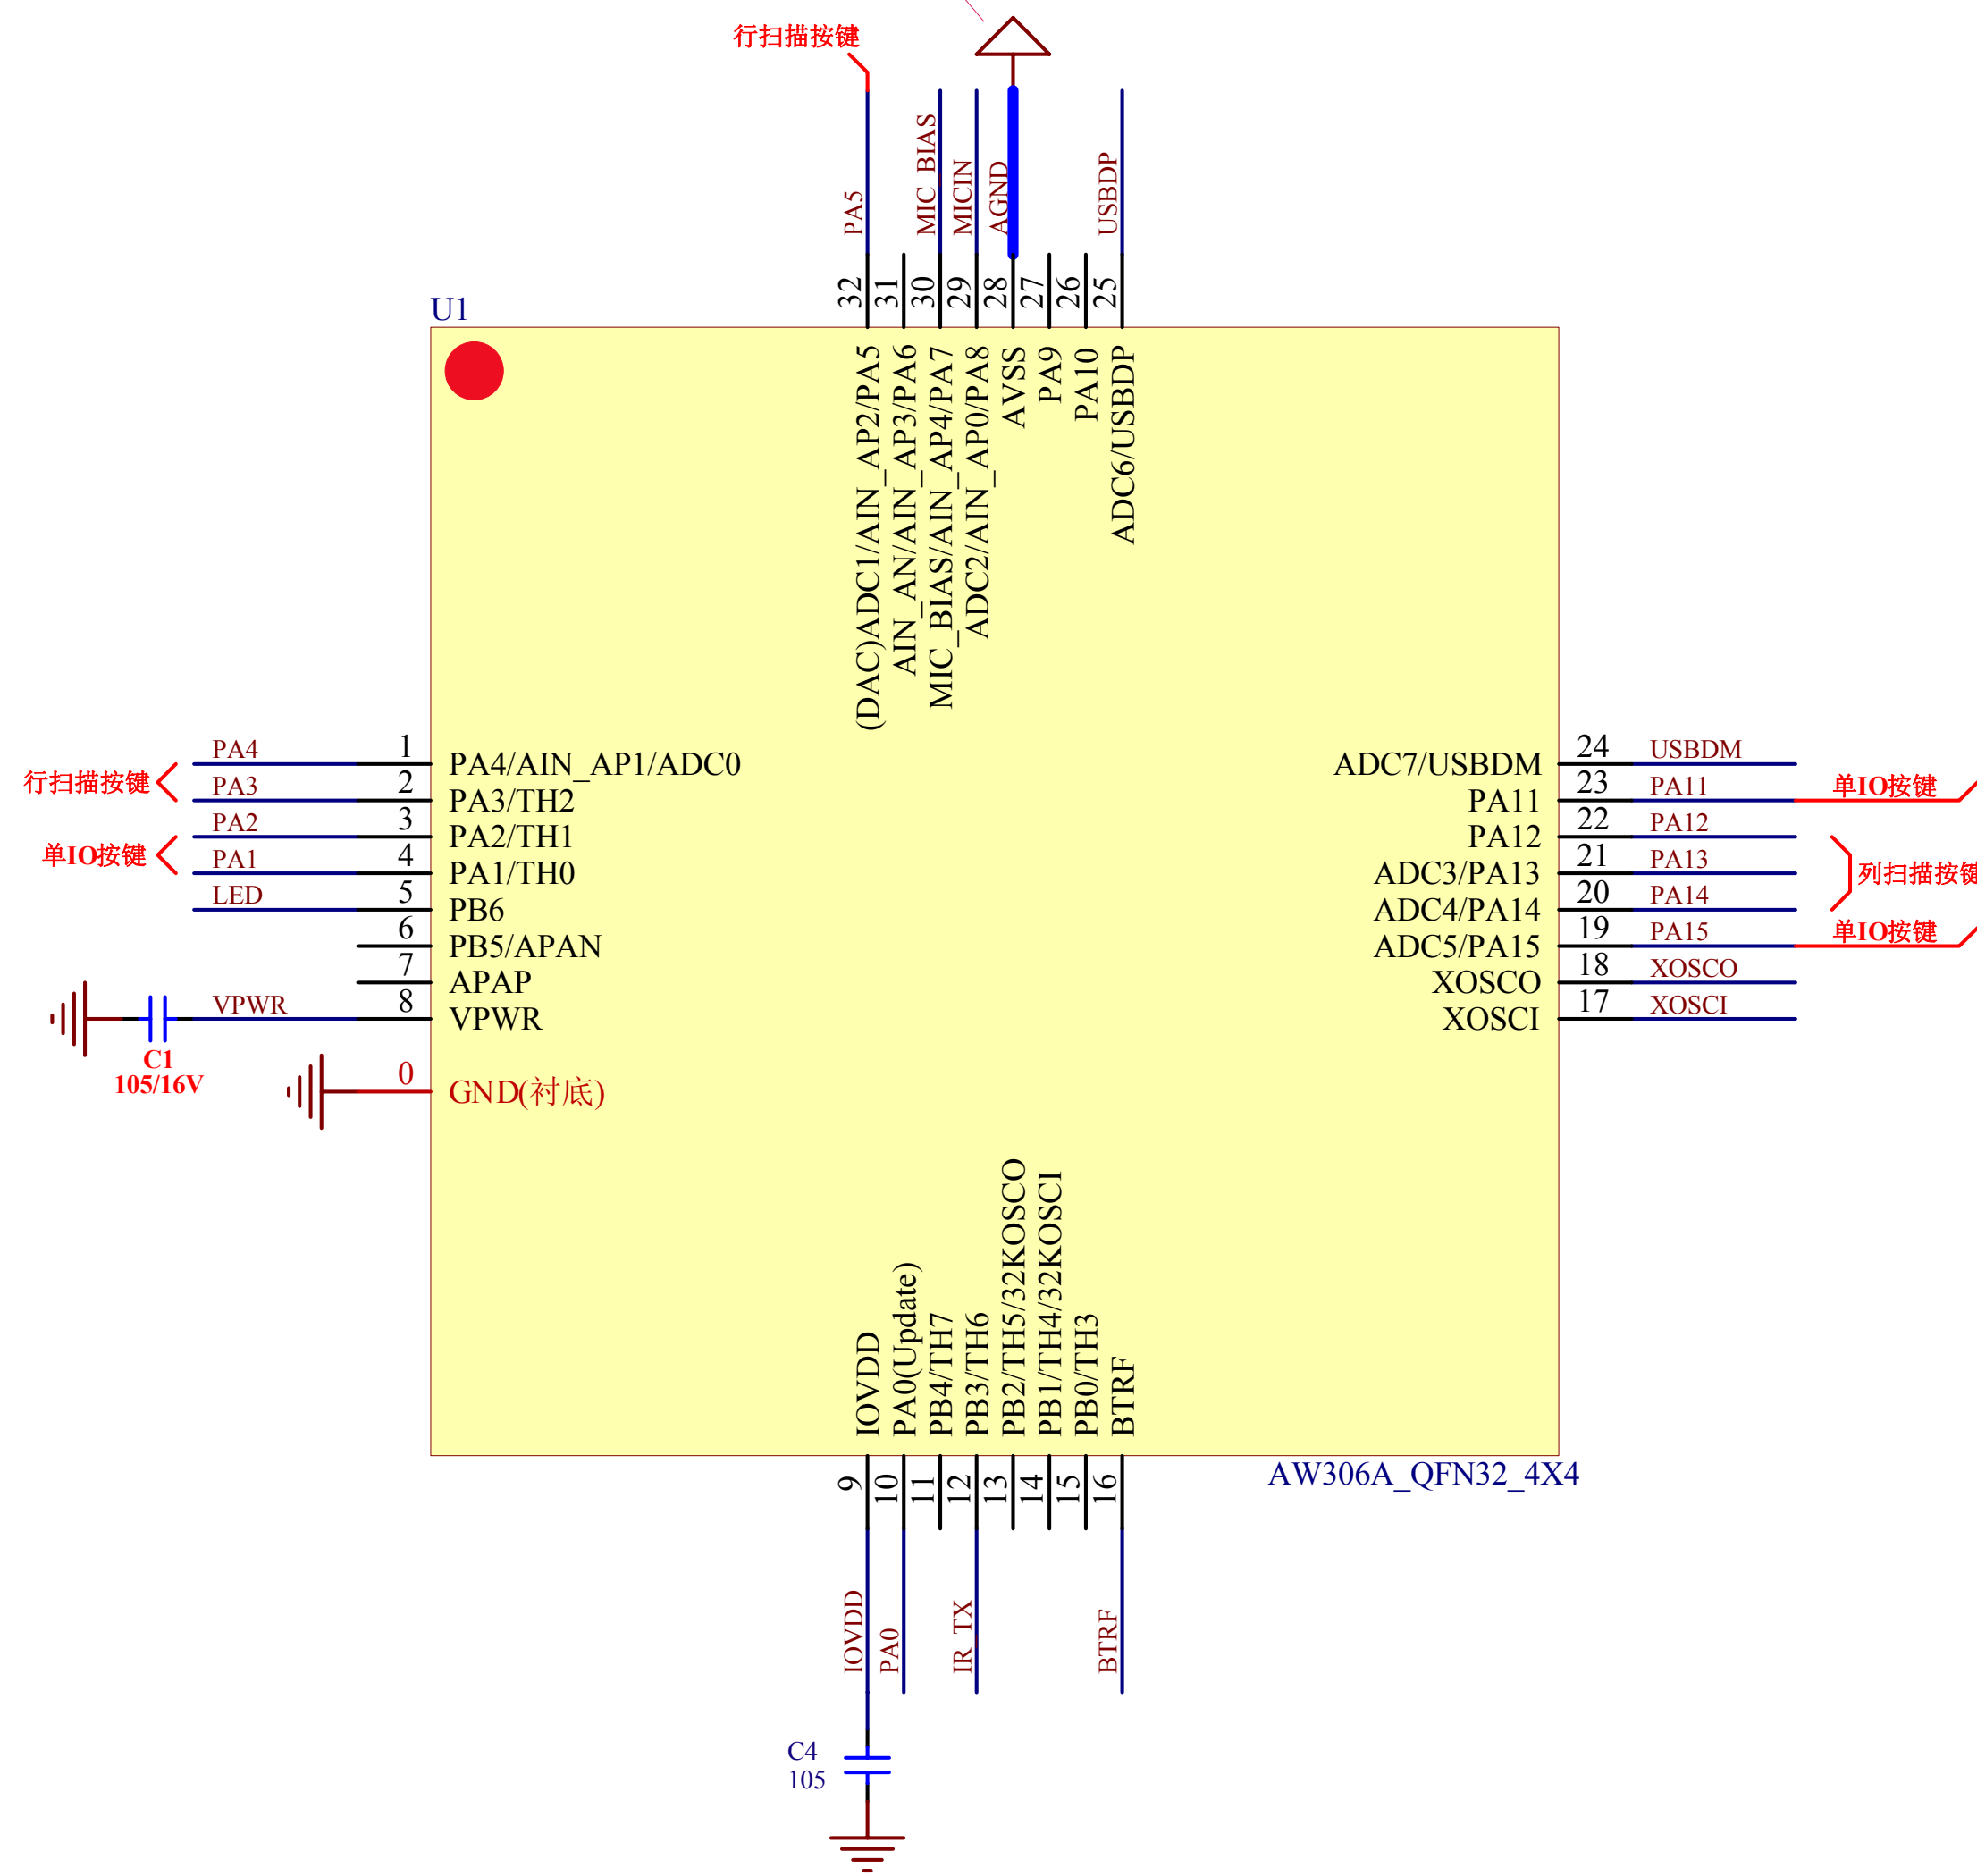 行扫描按键
PA5
MIC_BIAS
MICIN
AGND
USBDP
32
31
30
29
28
27
26
25
U1
(DAC)ADC1/AIN_AP2/PA5
AIN_AN/AIN_AP3/PA6
MIC_BIAS/AIN_AP4/PA7
ADC2/AIN_AP0/PA8
AVSS
PA9
PA10
ADC6/USBDP
行扫描按键
单IO按键
PA4 1 PA4/AIN_AP1/ADC0
PA3 2 PA3/TH2
PA2 3 PA2/TH1
PA1 4 PA1/TH0
LED 5 PB6
6 PB5/APAN
7 APAP
VPWR 8 VPWR
C1
105/16V
0 GND(衬底)
ADC7/USBDM 24 USBDM
PA11 23 PA11 单IO按键
PA12 22 PA12
ADC3/PA13 21 PA13 列扫描按键
ADC4/PA14 20 PA14
ADC5/PA15 19 PA15 单IO按键
XOSCO 18 XOSCO
XOSCI 17 XOSCI
IOVDD
PA0(Update)
PB4/TH7
PB3/TH6
PB2/TH5/32KOSCO
PB1/TH4/32KOSCI
PB0/TH3
BTRF
9
10
11
12
13
14
15
16
AW306A_QFN32_4X4
IOVDD
PA0
IR_TX
BTRF
C4
105